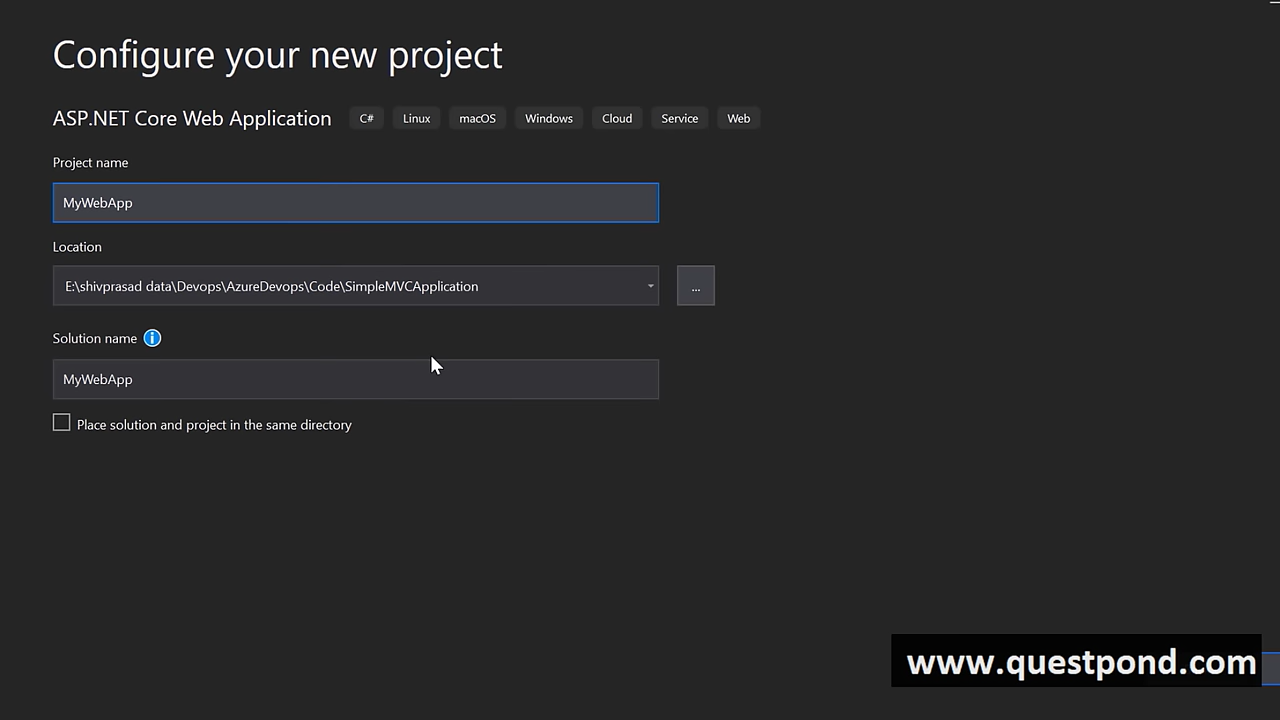 Configure your new project
ASP.NET Core Web Application C# Linux macOS Windows Cloud Service Web
Project name
MyWebApp
Location
E:\shivprasad data\Devops\AzureDevops\Code\SimpleMVCApplication ...
Solution name
MyWebApp
Place solution and project in the same directory
www.questpond.com